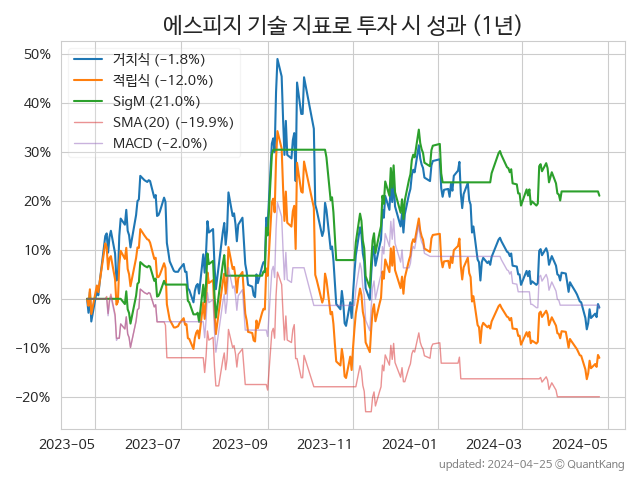 에스피지 기술 지표로 투자 시 성과 (1년)
거치식 (−1.8%)
적립식 (−12.0%)
SigM (21.0%)
SMA(20) (−19.9%)
MACD (−2.0%)
50%
40%
30%
20%
10%
0%
−10%
−20%
2023-05 2023-07 2023-09 2023-11 2024-01 2024-03 2024-05
updated: 2024-04-25 ⓒ QuantKang